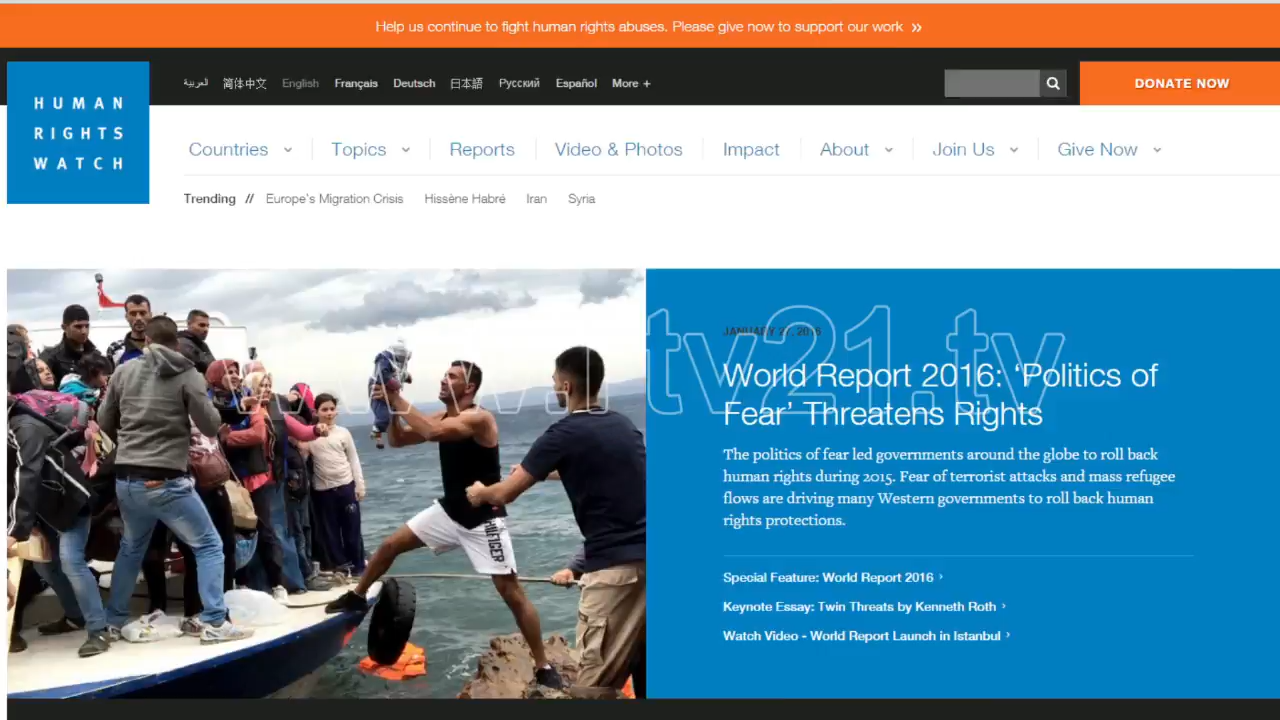 Help us continue to fight human rights abuses. Please give now to support our work »
العربية 简体中文 English Français Deutsch 日本語 Русский Español More +
DONATE NOW
HUMAN
RIGHTS
WATCH
Countries Topics Reports Video & Photos Impact About Join Us Give Now
Trending // Europe's Migration Crisis Hissène Habré Iran Syria
JANUARY 27, 2016
www.rtv21.tv
World Report 2016: ‘Politics of
Fear’ Threatens Rights
The politics of fear led governments around the globe to roll back
human rights during 2015. Fear of terrorist attacks and mass refugee
flows are driving many Western governments to roll back human
rights protections.
Special Feature: World Report 2016 ›
Keynote Essay: Twin Threats by Kenneth Roth ›
Watch Video - World Report Launch in Istanbul ›
HILFIGER